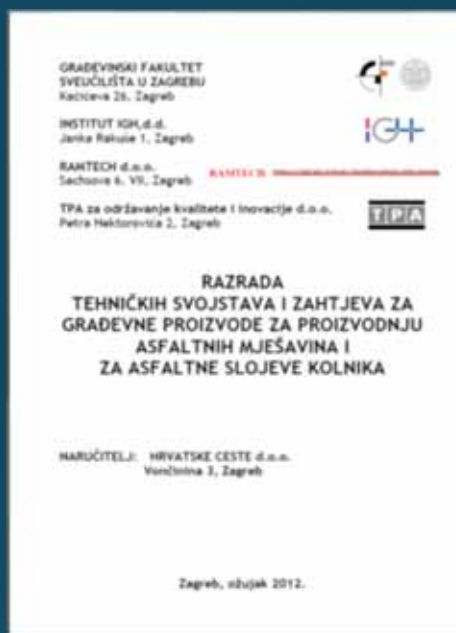 GRAĐEVINSKI FAKULTET
SVEUČILIŠTA U ZAGREBU
Kačićeva 26, Zagreb
INSTITUT IGH,d.d.
IGH
Janka Rakuše 1, Zagreb
RAMTECH d.o.o.
Sachsova 6, VII, Zagreb
RAMTECH
TPA za održavanje kvalitete i inovacije d.o.o.
Petra Hektorovića 2, Zagreb
TPA
RAZRADA
TEHNIČKIH SVOJSTAVA I ZAHTJEVA ZA
GRAĐEVNE PROIZVODE ZA PROIZVODNJU
ASFALTNIH MJEŠAVINA I
ZA ASFALTNE SLOJEVE KOLNIKA
NARUČITELJ: HRVATSKE CESTE d.o.o.
Vončinina 3, Zagreb
Zagreb, ožujak 2012.